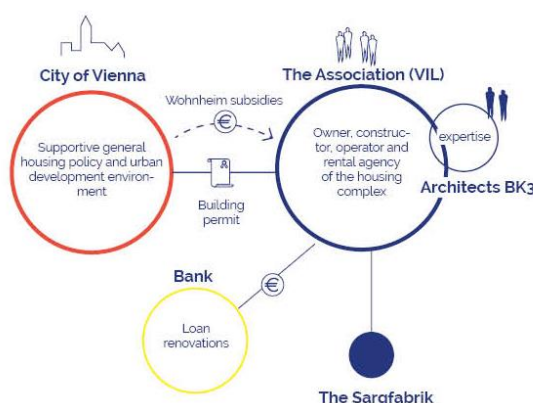 City of Vienna
Supportive general
housing policy and urban
development environ-
ment
Wohnheim subsidies
€
Building
permit
The Association (VIL)
Owner, construc-
tor, operator and
rental agency
of the housing
complex
expertise
Architects BK3
Bank
€
Loan
renovations
The Sargfabrik